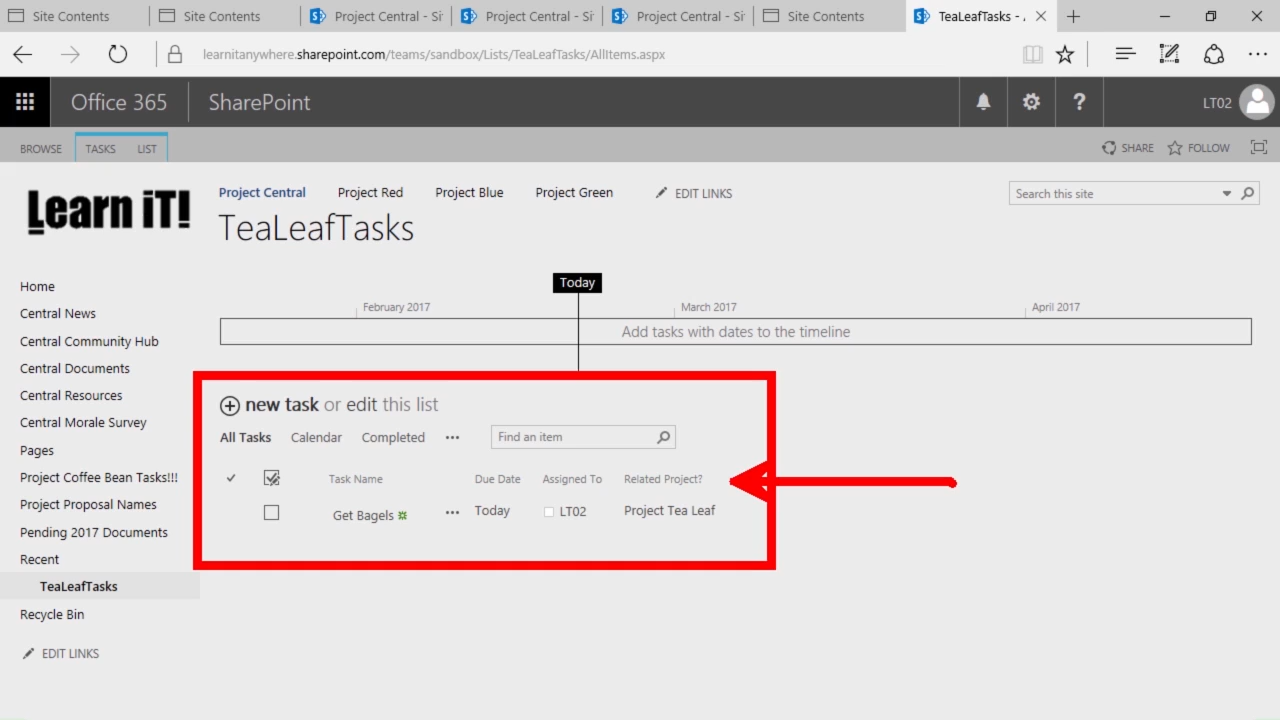 Site Contents
Site Contents
Project Central - Si
Project Central - Si
Project Central - Si
Site Contents
TeaLeafTasks - 
learnitanywhere.sharepoint.com/teams/sandbox/Lists/TeaLeafTasks/AllItems.aspx
Office 365
SharePoint
?
LT02
BROWSE
TASKS
LIST
SHARE
FOLLOW
Learn iT!
Project Central
Project Red
Project Blue
Project Green
EDIT LINKS
Search this site
TeaLeafTasks
Home
Central News
Central Community Hub
Central Documents
Central Resources
Central Morale Survey
Pages
Project Coffee Bean Tasks!!!
Project Proposal Names
Pending 2017 Documents
Recent
TeaLeafTasks
Recycle Bin
EDIT LINKS
Today
February 2017
March 2017
April 2017
Add tasks with dates to the timeline
new task or edit this list
All Tasks
Calendar
Completed
...
Find an item
Task Name
Due Date
Assigned To
Related Project?
Get Bagels
...
Today
LT02
Project Tea Leaf